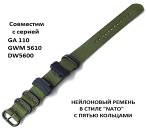 Совместим
с серией
GA 110
GWM 5610
DW5600
НЕЙЛОНОВЫЙ РЕМЕНЬ
В СТИЛЕ "NATO"
С ПЯТЬЮ КОЛЬЦАМИ